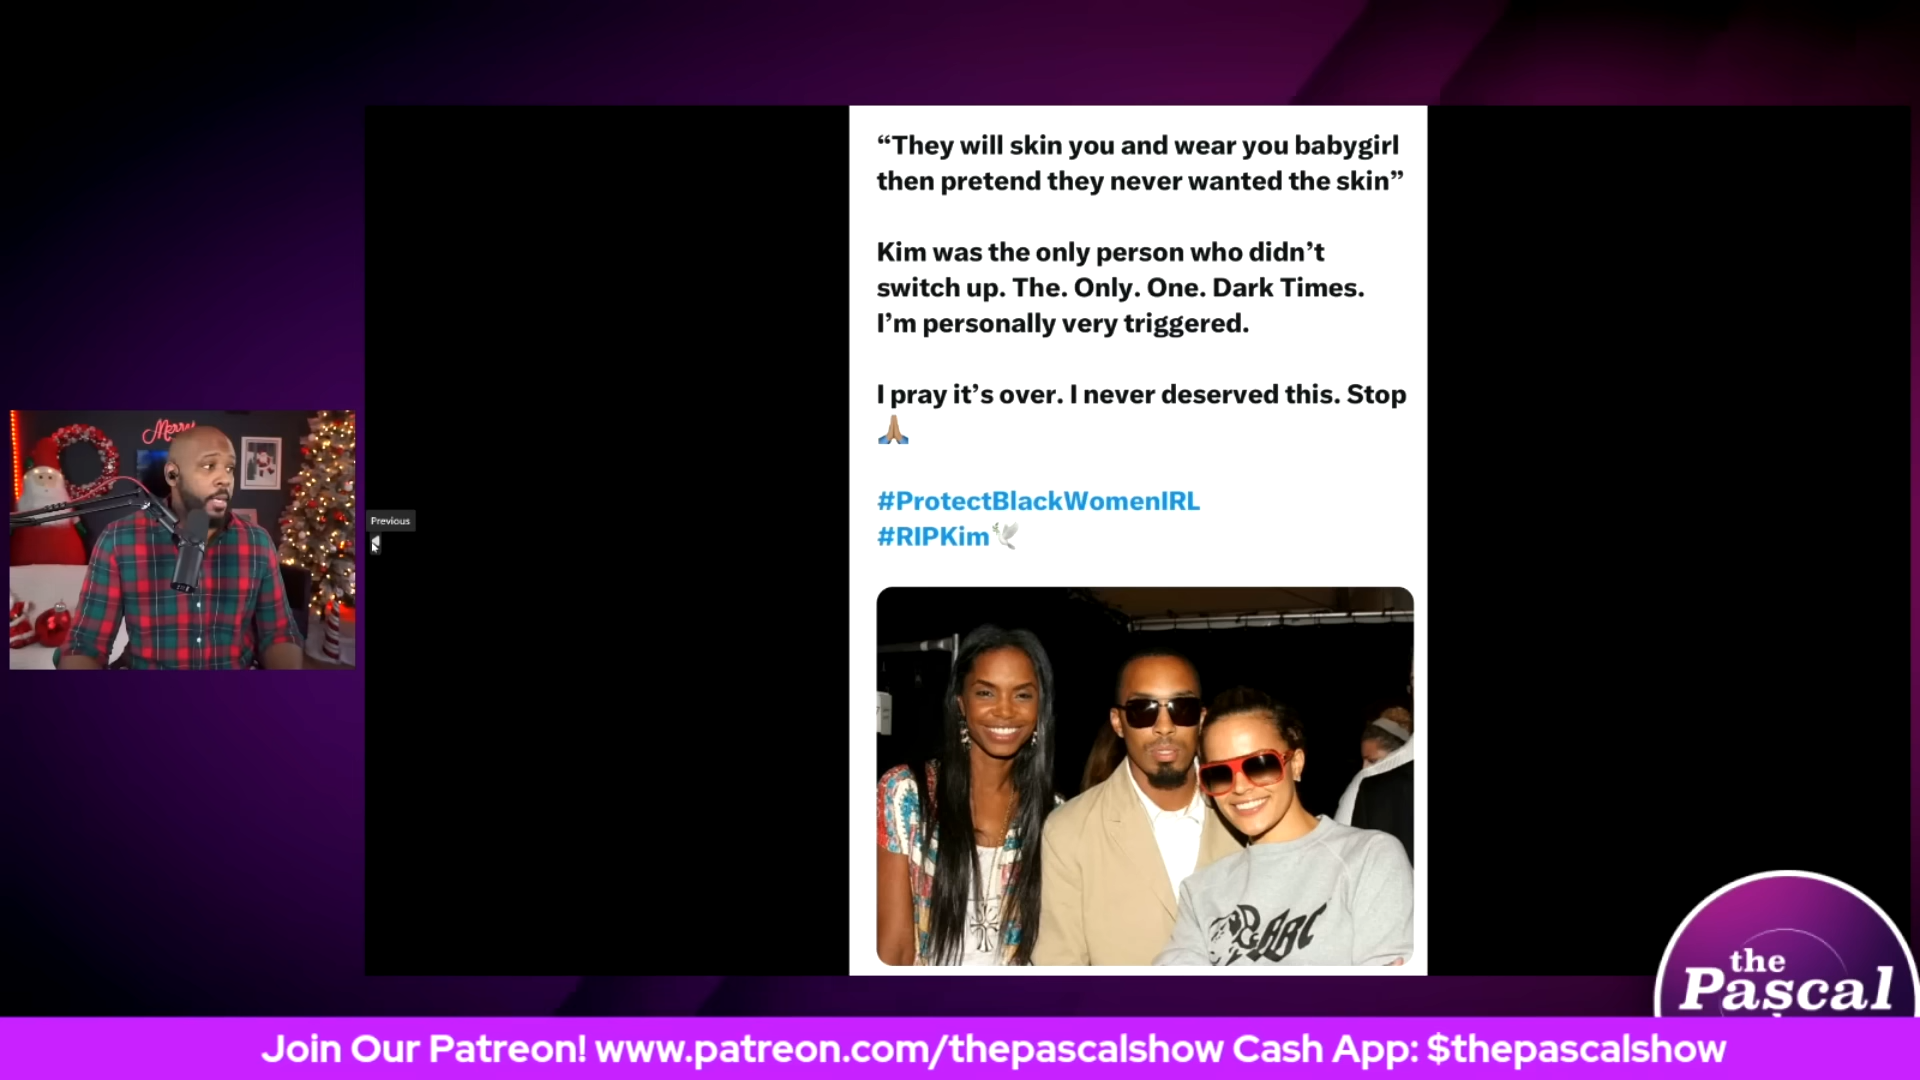 “They will skin you and wear you babygirl
then pretend they never wanted the skin”
Kim was the only person who didn’t
switch up. The. Only. One. Dark Times.
I’m personally very triggered.
I pray it’s over. I never deserved this. Stop
🙏🏽
#ProtectBlackWomenIRL
#RIPKim🕊️
Merry
Previous
the
Pascal
Join Our Patreon! www.patreon.com/thepascalshow Cash App: $thepascalshow